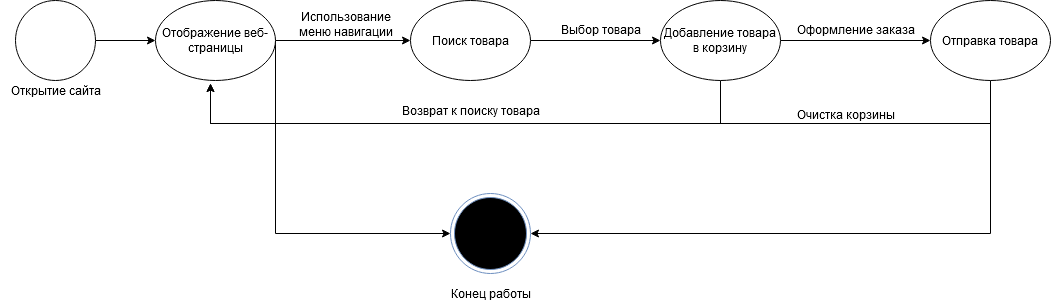 Открытие сайта
Отображение веб-
страницы
Использование
меню навигации
Поиск товара
Выбор товара
Добавление товара
в корзину
Оформление заказа
Отправка товара
Возврат к поиску товара
Очистка корзины
Конец работы